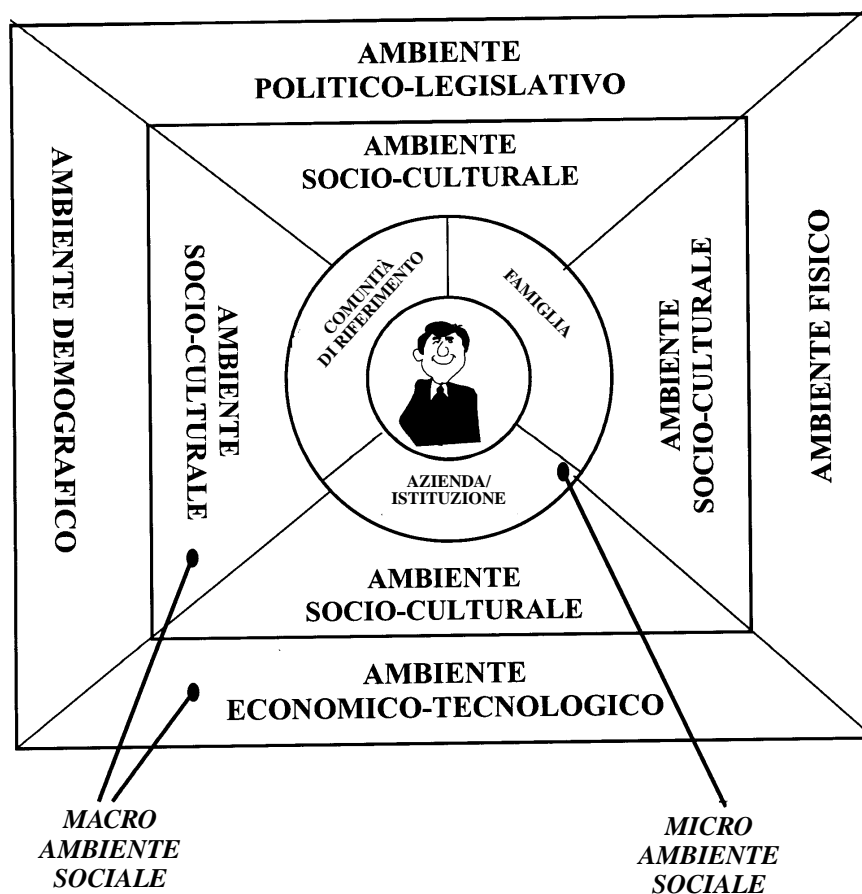 AMBIENTE
POLITICO-LEGISLATIVO
AMBIENTE
SOCIO-CULTURALE
AMBIENTE DEMOGRAFICO
AMBIENTE
SOCIO-CULTURALE
COMUNITÀ
DI RIFERIMENTO
FAMIGLIA
AMBIENTE
SOCIO-CULTURALE
AMBIENTE FISICO
AZIENDA/
ISTITUZIONE
AMBIENTE
SOCIO-CULTURALE
AMBIENTE
ECONOMICO-TECNOLOGICO
MACRO
AMBIENTE
SOCIALE
MICRO
AMBIENTE
SOCIALE